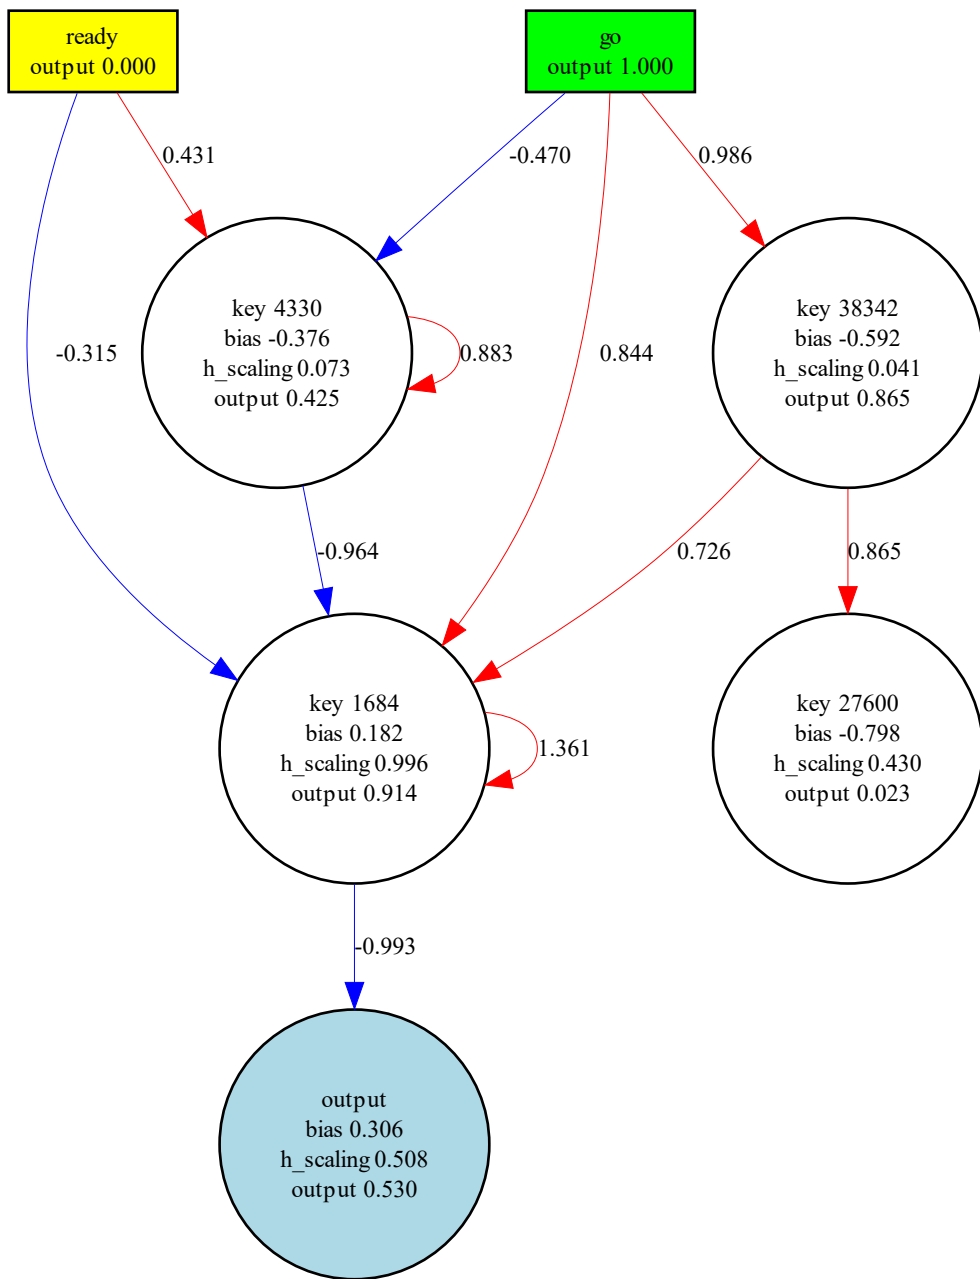 ready
output 0.000
go
output 1.000
0.431
-0.470
0.986
key 4330
bias -0.376
h_scaling 0.073
output 0.425
key 38342
bias -0.592
h_scaling 0.041
output 0.865
-0.315
0.883
0.844
-0.964
0.726
0.865
key 1684
bias 0.182
h_scaling 0.996
output 0.914
1.361
key 27600
bias -0.798
h_scaling 0.430
output 0.023
-0.993
output
bias 0.306
h_scaling 0.508
output 0.530